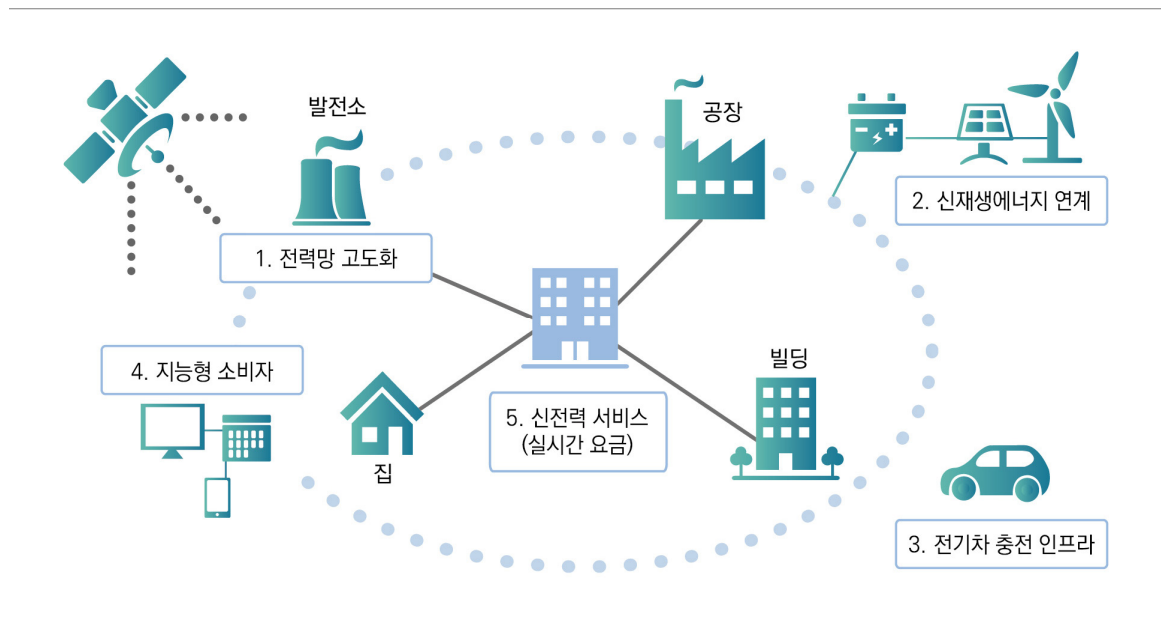 발전소
공장
1. 전력망 고도화
2. 신재생에너지 연계
4. 지능형 소비자
집
5. 신전력 서비스
(실시간 요금)
빌딩
3. 전기차 충전 인프라